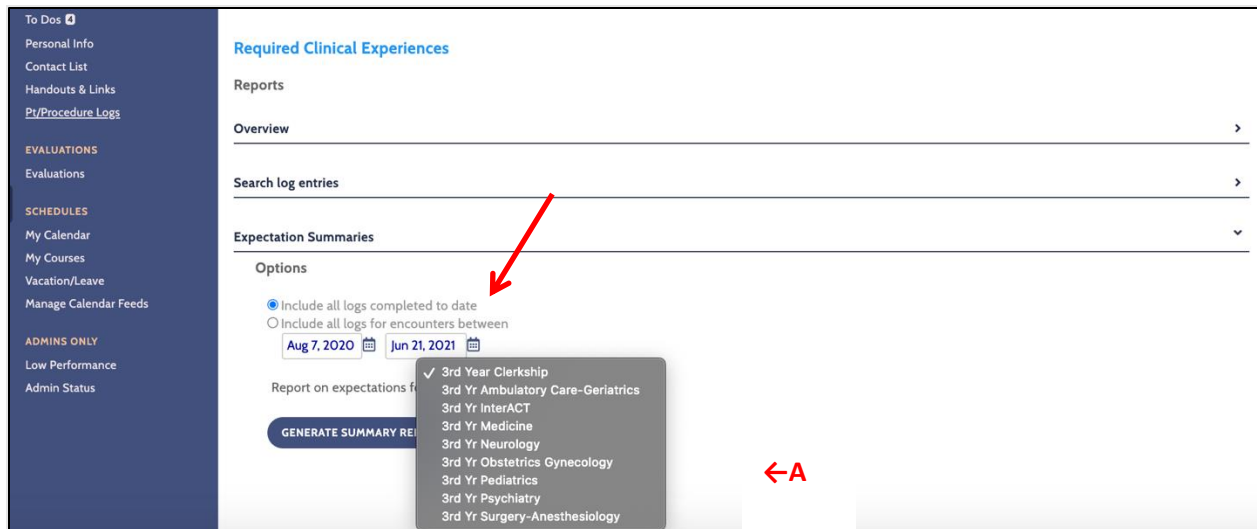 To Dos 4
Personal Info
Contact List
Handouts & Links
Pt/Procedure Logs
EVALUATIONS
Evaluations
SCHEDULES
My Calendar
My Courses
Vacation/Leave
Manage Calendar Feeds
ADMINS ONLY
Low Performance
Admin Status
Required Clinical Experiences
Reports
Overview
Search log entries
Expectation Summaries
Options
Include all logs completed to date
Include all logs for encounters between
Aug 7, 2020 Jun 21, 2021
Report on expectations
✓ 3rd Year Clerkship
3rd Yr Ambulatory Care-Geriatrics
3rd Yr InterACT
3rd Yr Medicine
3rd Yr Neurology
3rd Yr Obstetrics Gynecology
3rd Yr Pediatrics
3rd Yr Psychiatry
3rd Yr Surgery-Anesthesiology
GENERATE SUMMARY
←A